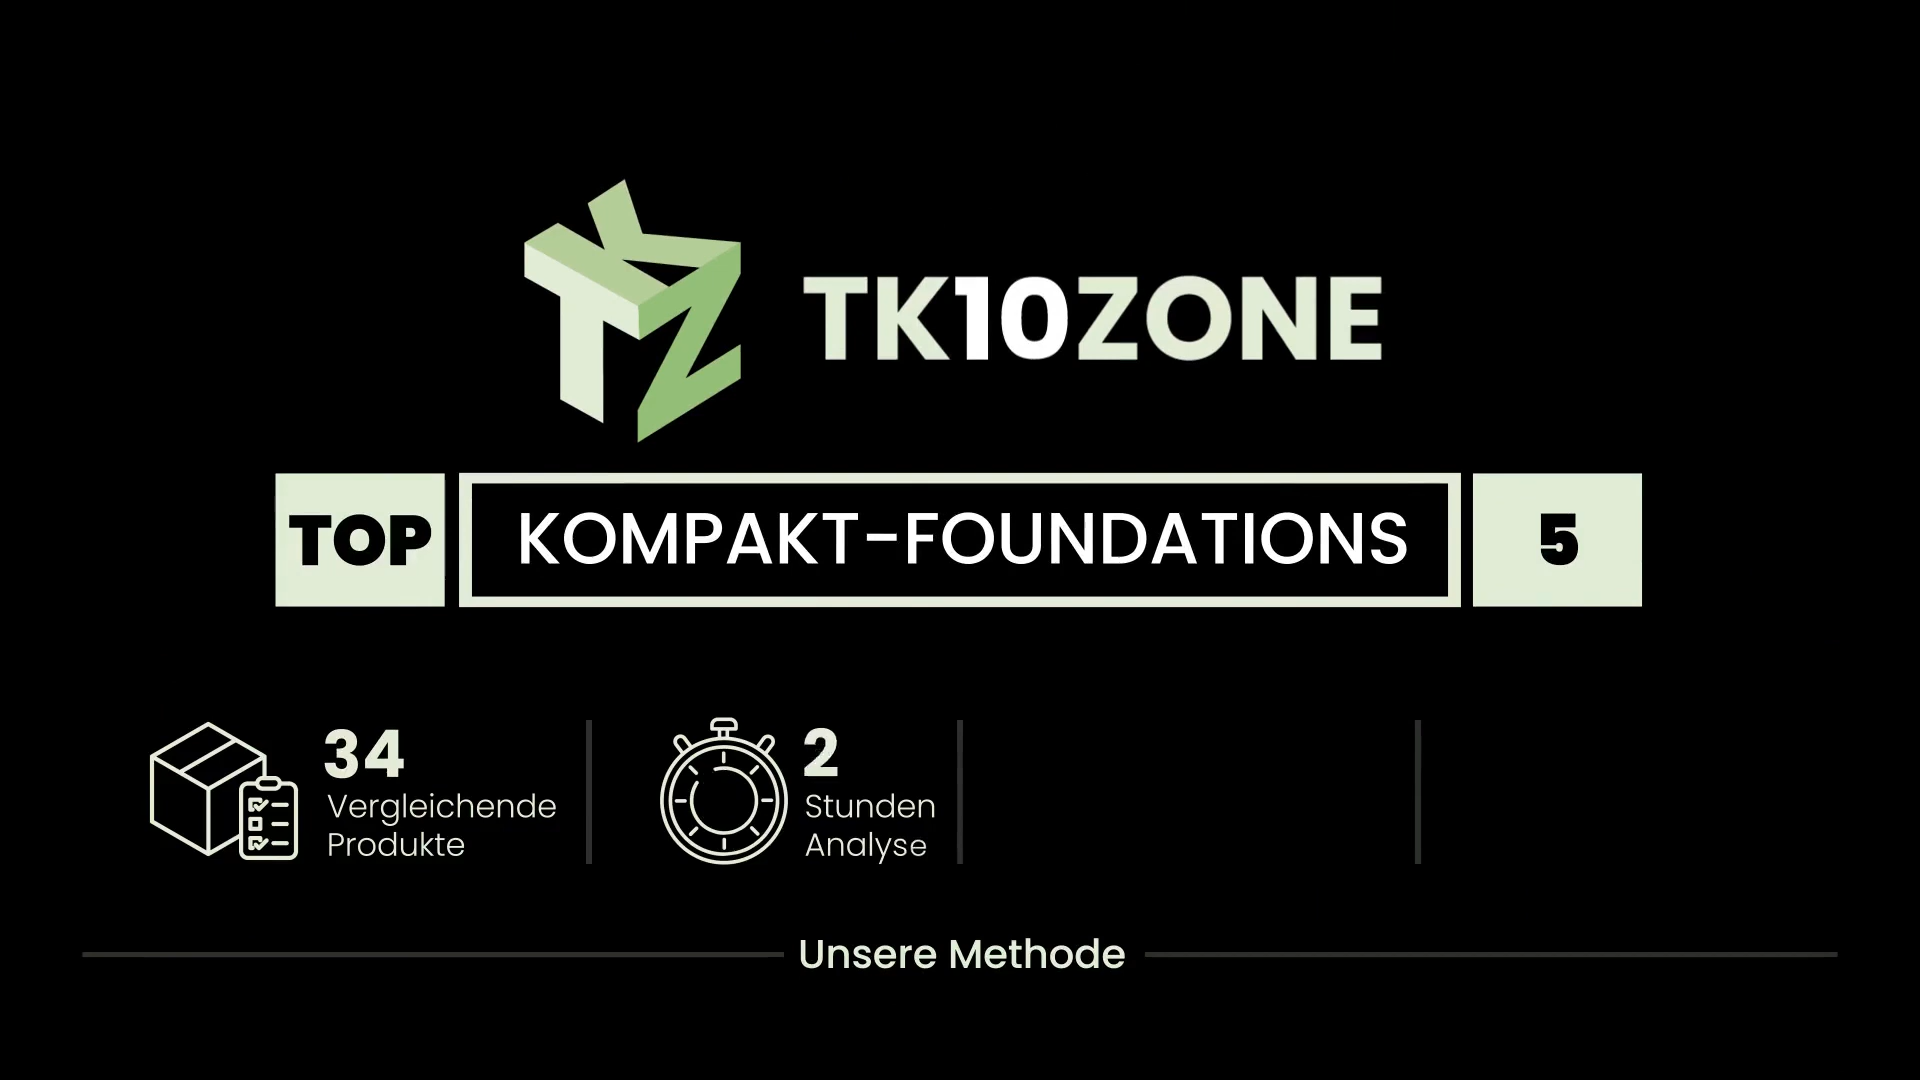 TK10ZONE
TOP KOMPAKT-FOUNDATIONS 5
34
Vergleichende
Produkte
2
Stunden
Analyse
Unsere Methode